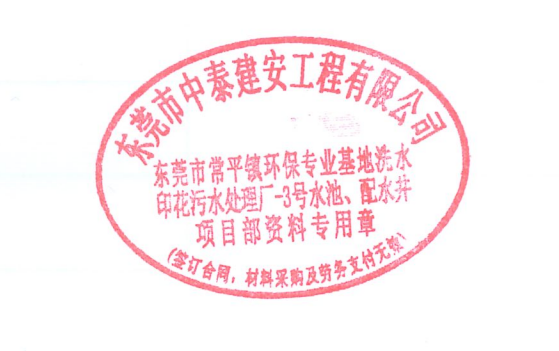 东莞市中泰建安工程有限公司
东莞市常平镇环保专业基地洗水
印花污水处理厂-3号水池、配水井
项目部资料专用章
(签订合同，材料采购及劳务支付无效)